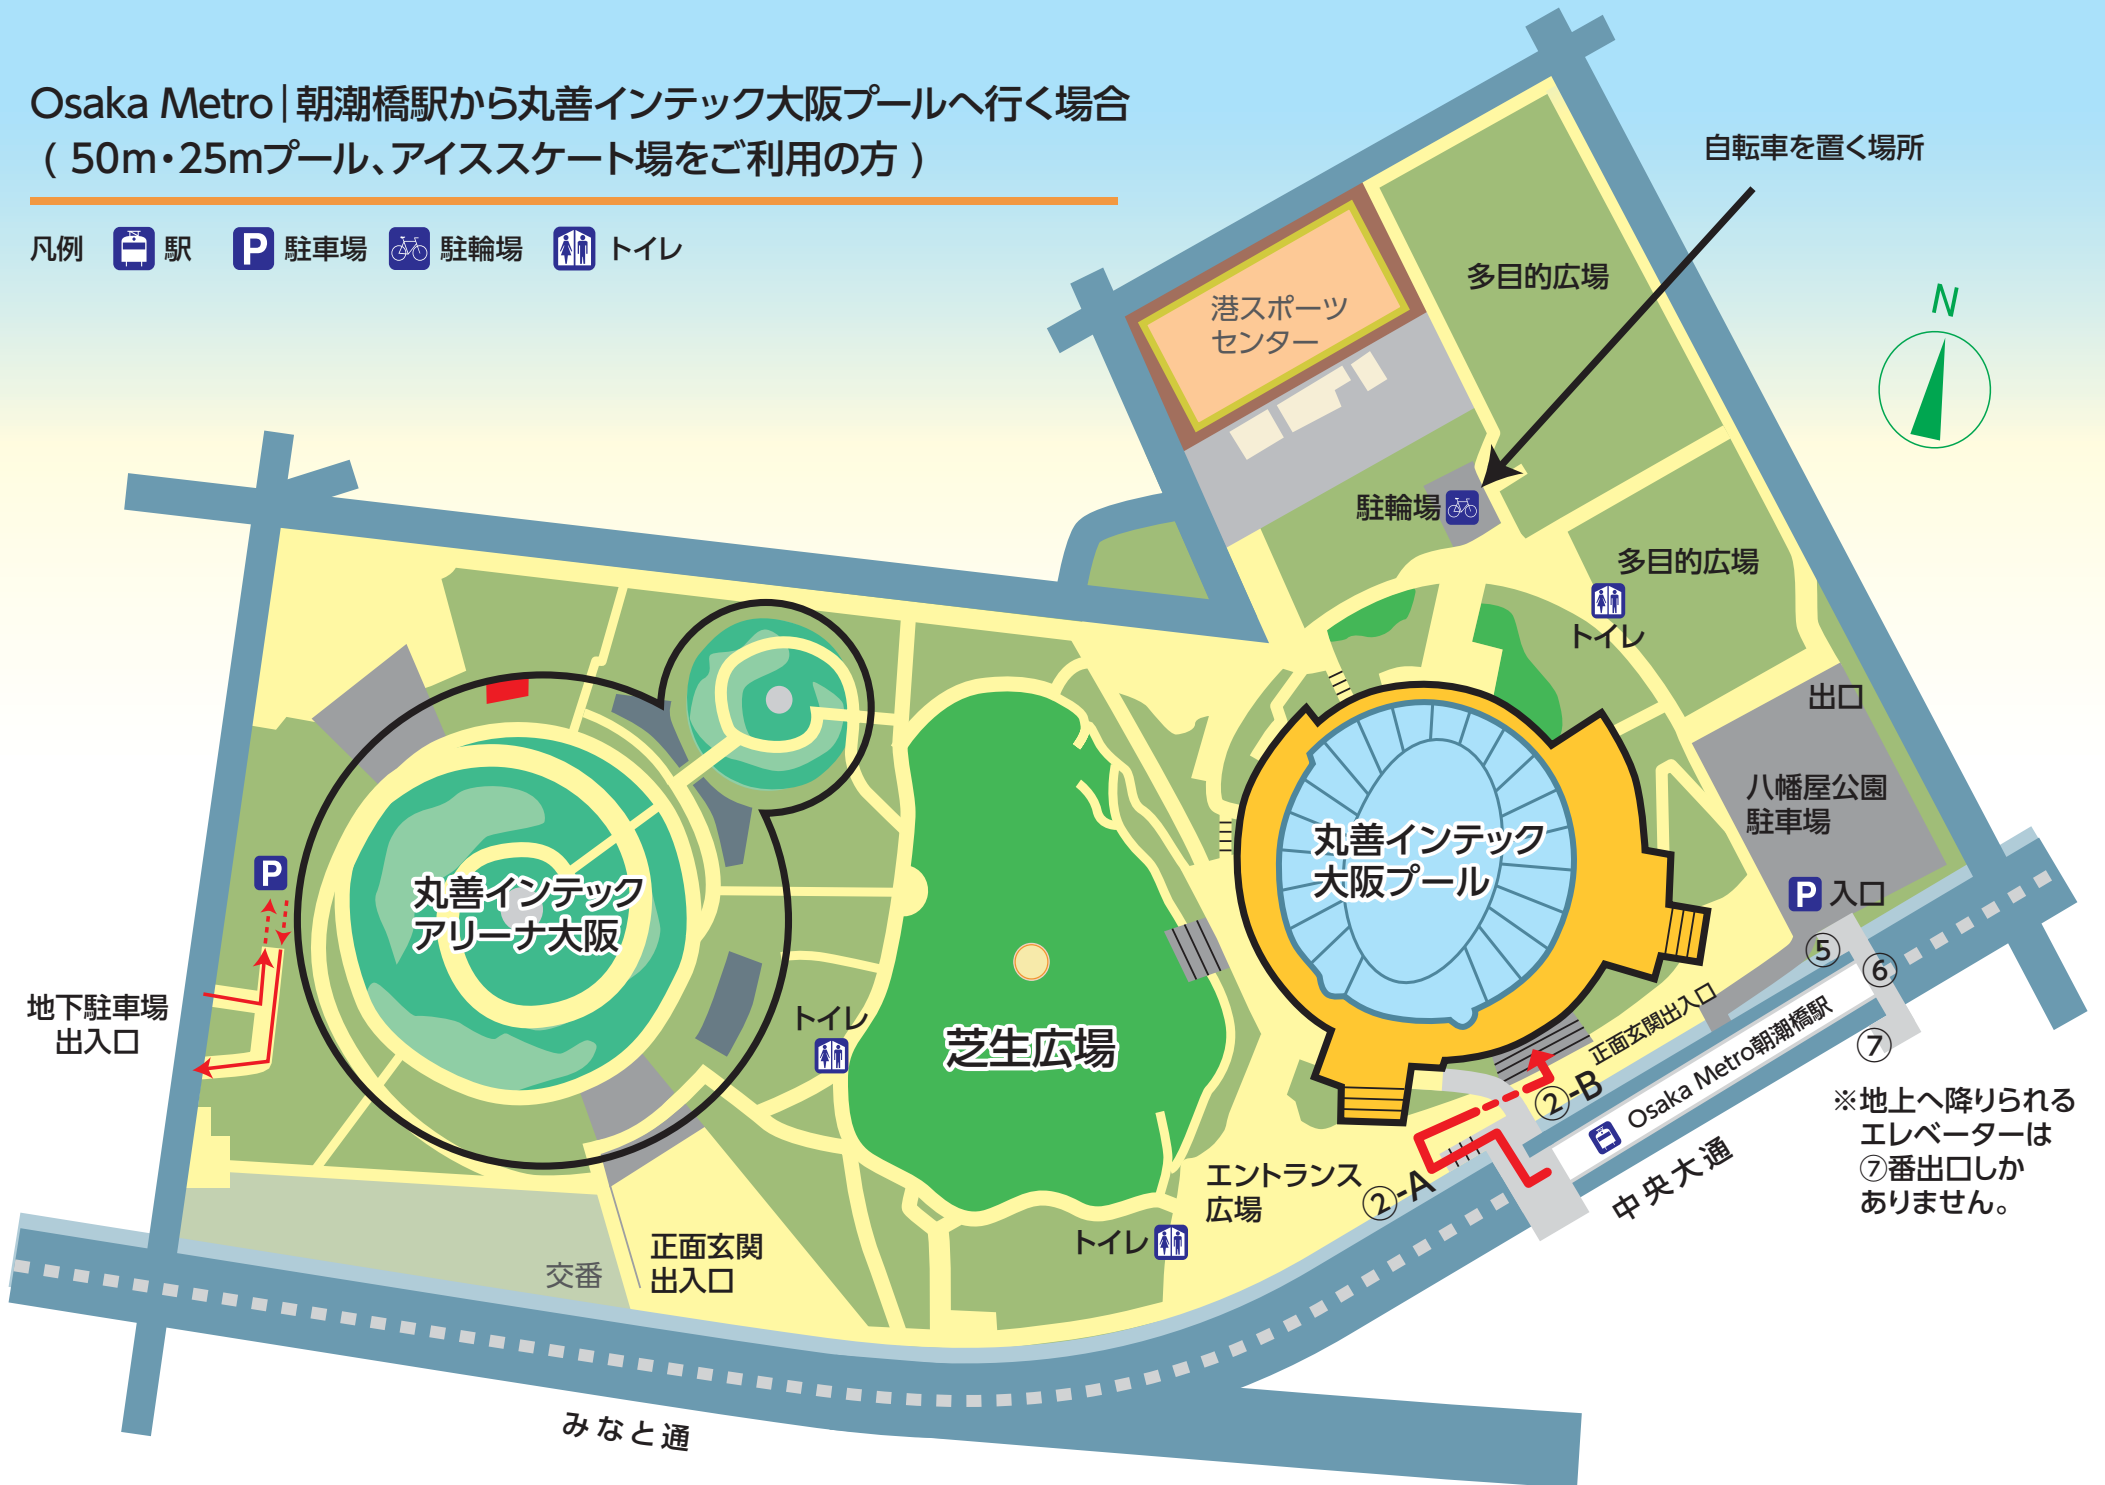 Osaka Metro|朝潮橋駅から丸善インテック大阪プールへ行く場合
( 50m・25mプール、アイススケート場をご利用の方 )
凡例 駅 P 駐車場 駐輪場 トイレ
自転車を置く場所
N
多目的広場
港スポーツ
センター
駐輪場
多目的広場
トイレ
出口
八幡屋公園
駐車場
P 入口
丸善インテック
大阪プール
P
丸善インテック
アリーナ大阪
地下駐車場
出入口
トイレ
芝生広場
⑤
⑥
⑦
正面玄関出入口
Osaka Metro朝潮橋駅
②-B
②-A
中央大通
※地上へ降りられる
エレベーターは
⑦番出口しか
ありません。
エントランス
広場
トイレ
正面玄関
出入口
交番
みなと通